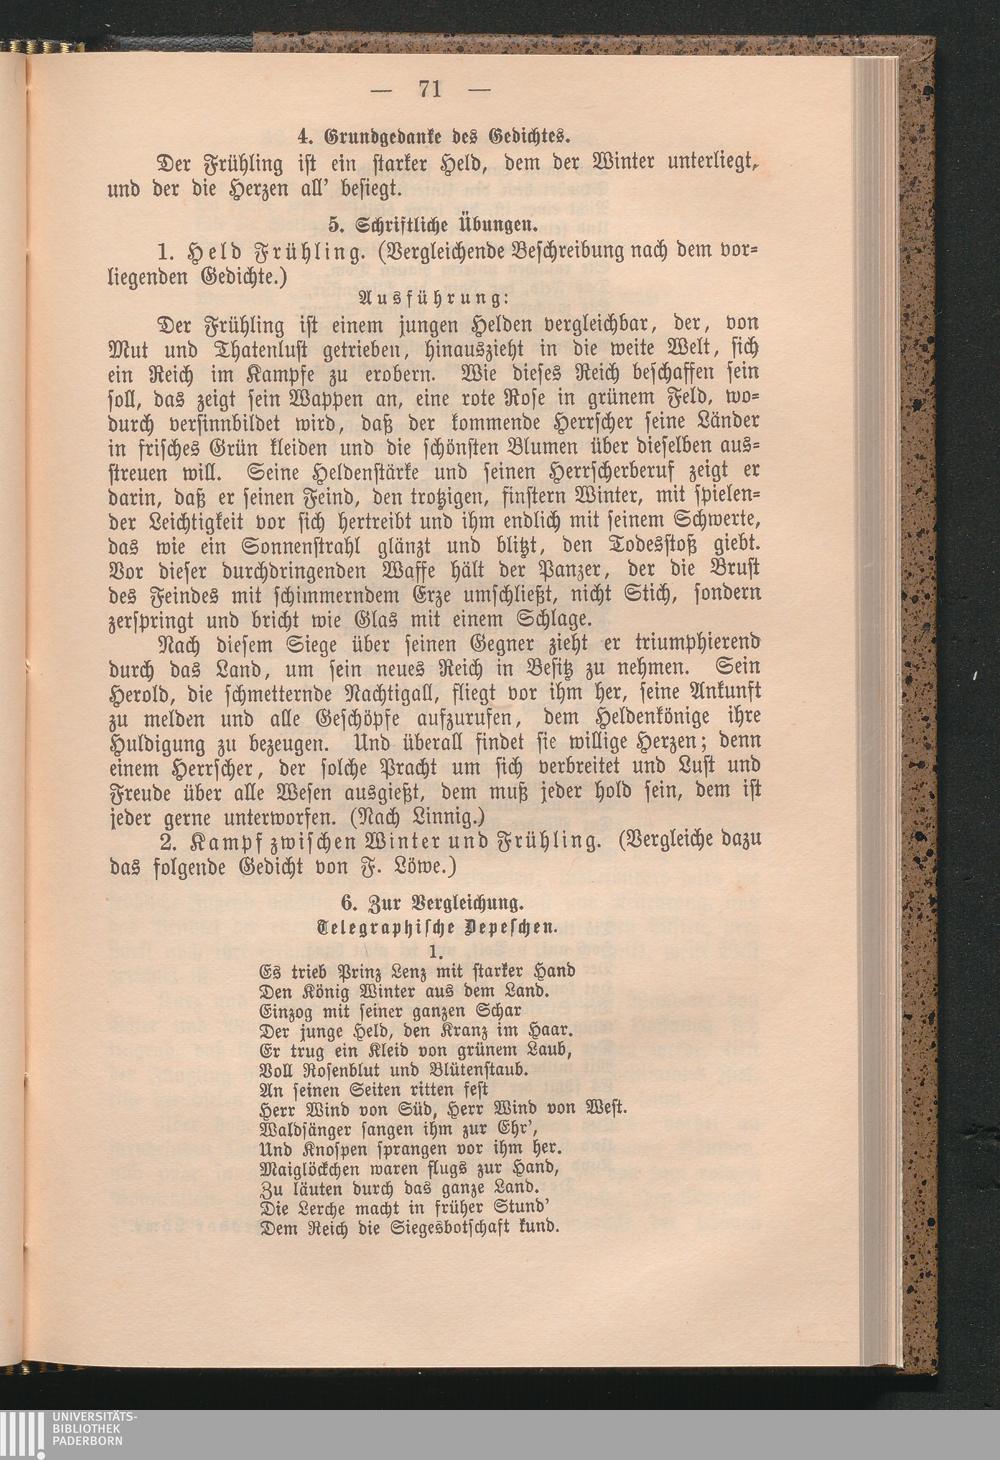 — 71 —
4. Grundgedanke des Gedichtes.
Der Frühling ist ein starker Held, dem der Winter unterliegt,
und der die Herzen all' besiegt.
5. Schriftliche Übungen.
1. Held Frühling. (Vergleichende Beschreibung nach dem vor-
liegenden Gedichte.)
Ausführung:
Der Frühling ist einem jungen Helden vergleichbar, der, von
Mut und Thatenlust getrieben, hinauszieht in die weite Welt, sich
ein Reich im Kampfe zu erobern. Wie dieses Reich beschaffen sein
soll, das zeigt sein Wappen an, eine rote Rose in grünem Feld, wo-
durch versinnbildet wird, daß der kommende Herrscher seine Länder
in frisches Grün kleiden und die schönsten Blumen über dieselben aus-
streuen will. Seine Heldenstärke und seinen Herrscherberuf zeigt er
darin, daß er seinen Feind, den trotzigen, finstern Winter, mit spielen-
der Leichtigkeit vor sich hertreibt und ihm endlich mit seinem Schwerte,
das wie ein Sonnenstrahl glänzt und blitzt, den Todesstoß giebt.
Vor dieser durchdringenden Waffe hält der Panzer, der die Brust
des Feindes mit schimmerndem Erze umschließt, nicht Stich, sondern
zerspringt und bricht wie Glas mit einem Schlage.
Nach diesem Siege über seinen Gegner zieht er triumphierend
durch das Land, um sein neues Reich in Besitz zu nehmen. Sein
Herold, die schmetternde Nachtigall, fliegt vor ihm her, seine Ankunft
zu melden und alle Geschöpfe aufzurufen, dem Heldenkönige ihre
Huldigung zu bezeugen. Und überall findet sie willige Herzen; denn
einem Herrscher, der solche Pracht um sich verbreitet und Lust und
Freude über alle Wesen ausgießt, dem muß jeder hold sein, dem ist
jeder gerne unterworfen. (Nach Linnig.)
2. Kampf zwischen Winter und Frühling. (Vergleiche dazu
das folgende Gedicht von F. Löwe.)
6. Zur Vergleichung.
Telegraphische Depeschen.
1.
Es trieb Prinz Lenz mit starker Hand
Den König Winter aus dem Land.
Einzog mit seiner ganzen Schar
Der junge Held, den Kranz im Haar.
Er trug ein Kleid von grünem Laub,
Voll Rosenblut und Blütenstaub.
An seinen Seiten ritten fest
Herr Wind von Süd, Herr Wind von West.
Waldsänger sangen ihm zur Ehr',
Und Knospen sprangen vor ihm her.
Maiglöckchen waren flugs zur Hand,
Zu läuten durch das ganze Land.
Die Lerche macht in früher Stund'
Dem Reich die Siegesbotschaft kund.
UNIVERSITÄTS-
BIBLIOTHEK
PADERBORN